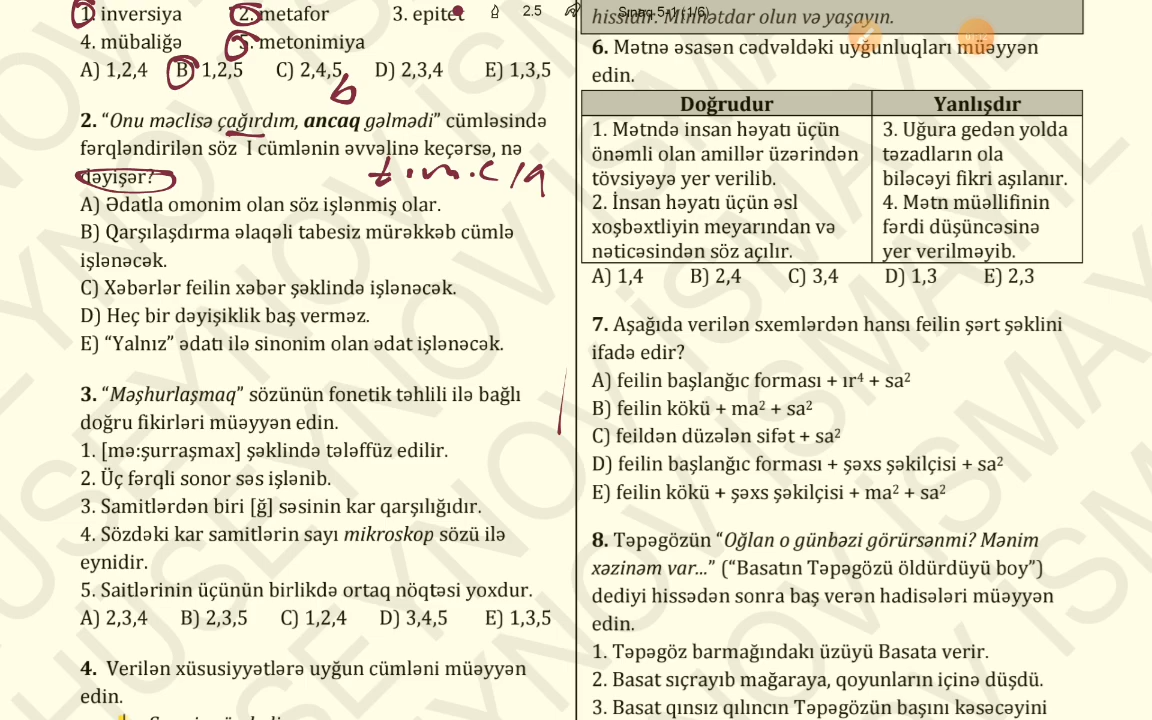 1. inversiya 2. metafor 3. epitet
4. mübaliğə 5. metonimiya
A) 1,2,4 B) 1,2,5 C) 2,4,5 D) 2,3,4 E) 1,3,5
b
2. “Onu məclisə çağırdım, ancaq gəlmədi” cümləsində
fərqləndirilən söz I cümlənin əvvəlinə keçərsə, nə
dəyişər?
t.m.c/q
A) Ədatla omonim olan söz işlənmiş olar.
B) Qarşılaşdırma əlaqəli tabesiz mürəkkəb cümlə
işlənəcək.
C) Xəbərlər feilin xəbər şəklində işlənəcək.
D) Heç bir dəyişiklik baş verməz.
E) “Yalnız” ədatı ilə sinonim olan ədat işlənəcək.
3. “Məşhurlaşmaq” sözünün fonetik təhlili ilə bağlı
doğru fikirləri müəyyən edin.
1. [mə:şurraşmax] şəklində tələffüz edilir.
2. Üç fərqli sonor səs işlənib.
3. Samitlərdən biri [ğ] səsinin kar qarşılığıdır.
4. Sözdəki kar samitlərin sayı mikroskop sözü ilə
eynidir.
5. Saitlərinin üçünün birlikdə ortaq nöqtəsi yoxdur.
A) 2,3,4 B) 2,3,5 C) 1,2,4 D) 3,4,5 E) 1,3,5
4. Verilən xüsusiyyətlərə uyğun cümləni müəyyən
edin.
2.5 Sınaq 5-1 (1/6)
hissidir. Minnətdar olun və yaşayın.
6. Mətnə əsasən cədvəldəki uyğunluqları müəyyən
edin.
Doğrudur Yanlışdır
1. Mətndə insan həyatı üçün
önəmli olan amillər üzərindən
tövsiyəyə yer verilib.
2. İnsan həyatı üçün əsl
xoşbəxtliyin meyarından və
nəticəsindən söz açılır.
3. Uğura gedən yolda
təzadların ola
biləcəyi fikri aşılanır.
4. Mətn müəllifinin
fərdi düşüncəsinə
yer verilməyib.
A) 1,4 B) 2,4 C) 3,4 D) 1,3 E) 2,3
7. Aşağıda verilən sxemlərdən hansı feilin şərt şəklini
ifadə edir?
A) feilin başlanğıc forması + ır⁴ + sa²
B) feilin kökü + ma² + sa²
C) feildən düzələn sifət + sa²
D) feilin başlanğıc forması + şəxs şəkilçisi + sa²
E) feilin kökü + şəxs şəkilçisi + ma² + sa²
8. Təpəgözün “Oğlan o günbəzi görürsənmi? Mənim
xəzinəm var...” (“Basatın Təpəgözü öldürdüyü boy”)
dediyi hissədən sonra baş verən hadisələri müəyyən
edin.
1. Təpəgöz barmağındakı üzüyü Basata verir.
2. Basat sıçrayıb mağaraya, qoyunların içinə düşdü.
3. Basat qınsız qılıncın Təpəgözün başını kəsəcəyini